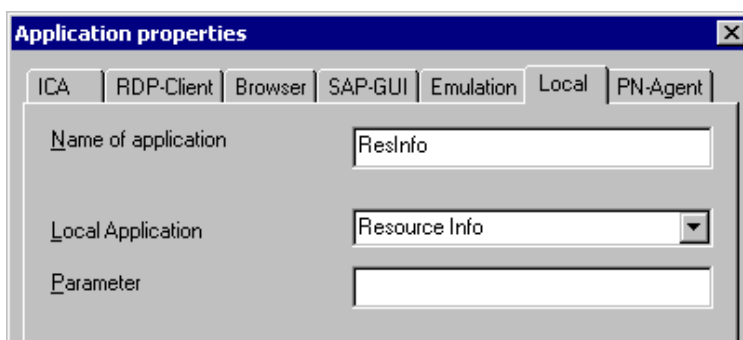 Application properties
ICA RDP-Client Browser SAP-GUI Emulation Local PN-Agent
Name of application ResInfo
Local Application Resource Info
Parameter